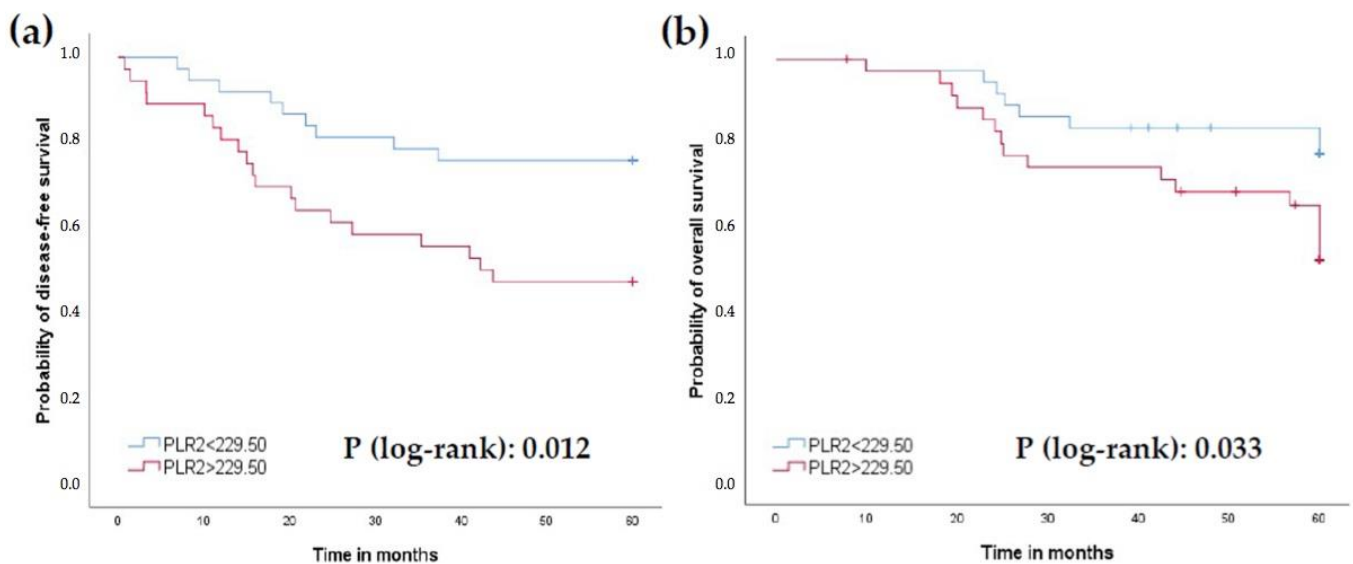 (a)
Probability of disease-free survival
1.0
0.8
0.6
0.4
0.2
0.0
PLR2<229.50
PLR2>229.50
P (log-rank): 0.012
0 10 20 30 40 50 60
Time in months
(b)
Probability of overall survival
1.0
0.8
0.6
0.4
0.2
0.0
PLR2<229.50
PLR2>229.50
P (log-rank): 0.033
0 10 20 30 40 50 60
Time in months